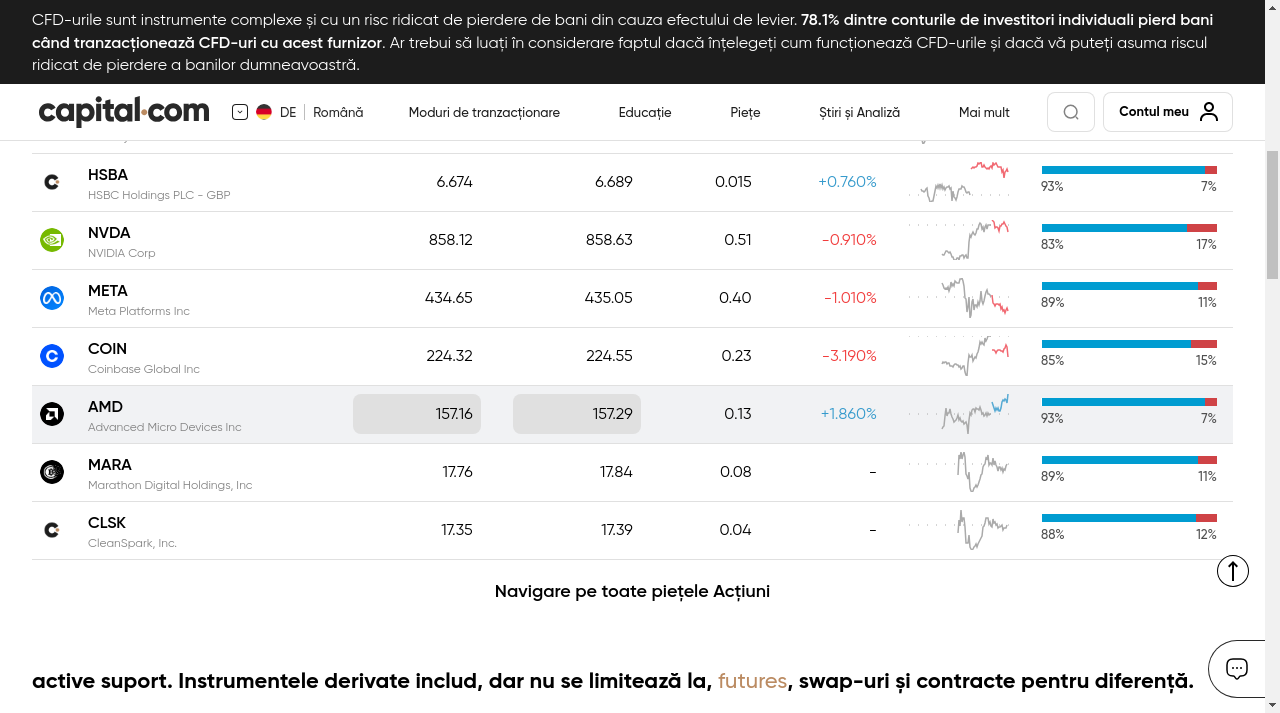 CFD-urile sunt instrumente complexe și cu un risc ridicat de pierdere de bani din cauza efectului de levier. 78.1% dintre conturile de investitori individuali pierd bani
când tranzacționează CFD-uri cu acest furnizor. Ar trebui să luați în considerare faptul dacă înțelegeți cum funcționează CFD-urile și dacă vă puteți asuma riscul
ridicat de pierdere a banilor dumneavoastră.
capital.com DE Română Moduri de tranzacționare Educație Piețe Știri și Analiză Mai mult Contul meu
HSBA 6.674 6.689 0.015 +0.760%
HSBC Holdings PLC - GBP 93% 7%
NVDA 858.12 858.63 0.51 -0.910%
NVIDIA Corp 83% 17%
META 434.65 435.05 0.40 -1.010%
Meta Platforms Inc 89% 11%
COIN 224.32 224.55 0.23 -3.190%
Coinbase Global Inc 85% 15%
AMD 157.16 157.29 0.13 +1.860%
Advanced Micro Devices Inc 93% 7%
MARA 17.76 17.84 0.08 -
Marathon Digital Holdings, Inc 89% 11%
CLSK 17.35 17.39 0.04 -
CleanSpark, Inc. 88% 12%
Navigare pe toate piețele Acțiuni
active suport. Instrumentele derivate includ, dar nu se limitează la, futures, swap-uri și contracte pentru diferență.